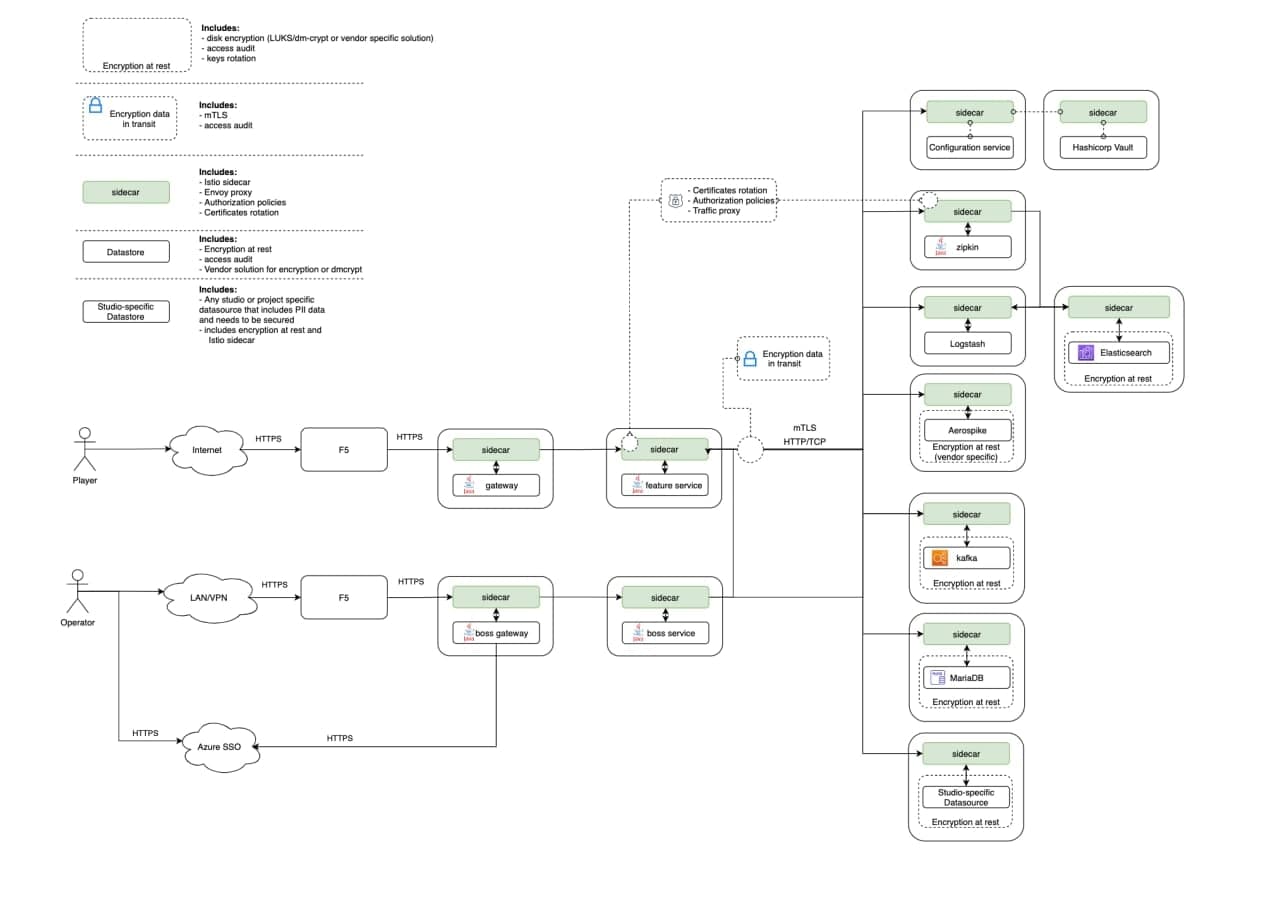 Encryption at rest
Includes:
- disk encryption (LUKS/dm-crypt or vendor specific solution)
- access audit
- keys rotation
Encryption data
in transit
Includes:
- mTLS
- access audit
sidecar
Includes:
- Istio sidecar
- Envoy proxy
- Authorization policies
- Certificates rotation
Datastore
Includes:
- Encryption at rest
- access audit
- Vendor solution for encryption or dmcrypt
Studio-specific
Datastore
Includes:
- Any studio or project specific
datasource that includes PII data
and needs to be secured
- includes encryption at rest and
Istio sidecar
Player
Internet
HTTPS
F5
HTTPS
sidecar
gateway
sidecar
feature service
- Certificates rotation
- Authorization policies
- Traffic proxy
Encryption data
in transit
mTLS
HTTP/TCP
Operator
LAN/VPN
HTTPS
F5
HTTPS
sidecar
boss gateway
sidecar
boss service
HTTPS
Azure SSO
HTTPS
sidecar
Configuration service
sidecar
Hashicorp Vault
sidecar
zipkin
sidecar
Logstash
sidecar
Elasticsearch
Encryption at rest
sidecar
Aerospike
Encryption at rest
(vendor specific)
sidecar
kafka
Encryption at rest
sidecar
MariaDB
Encryption at rest
sidecar
Studio-specific
Datasource
Encryption at rest